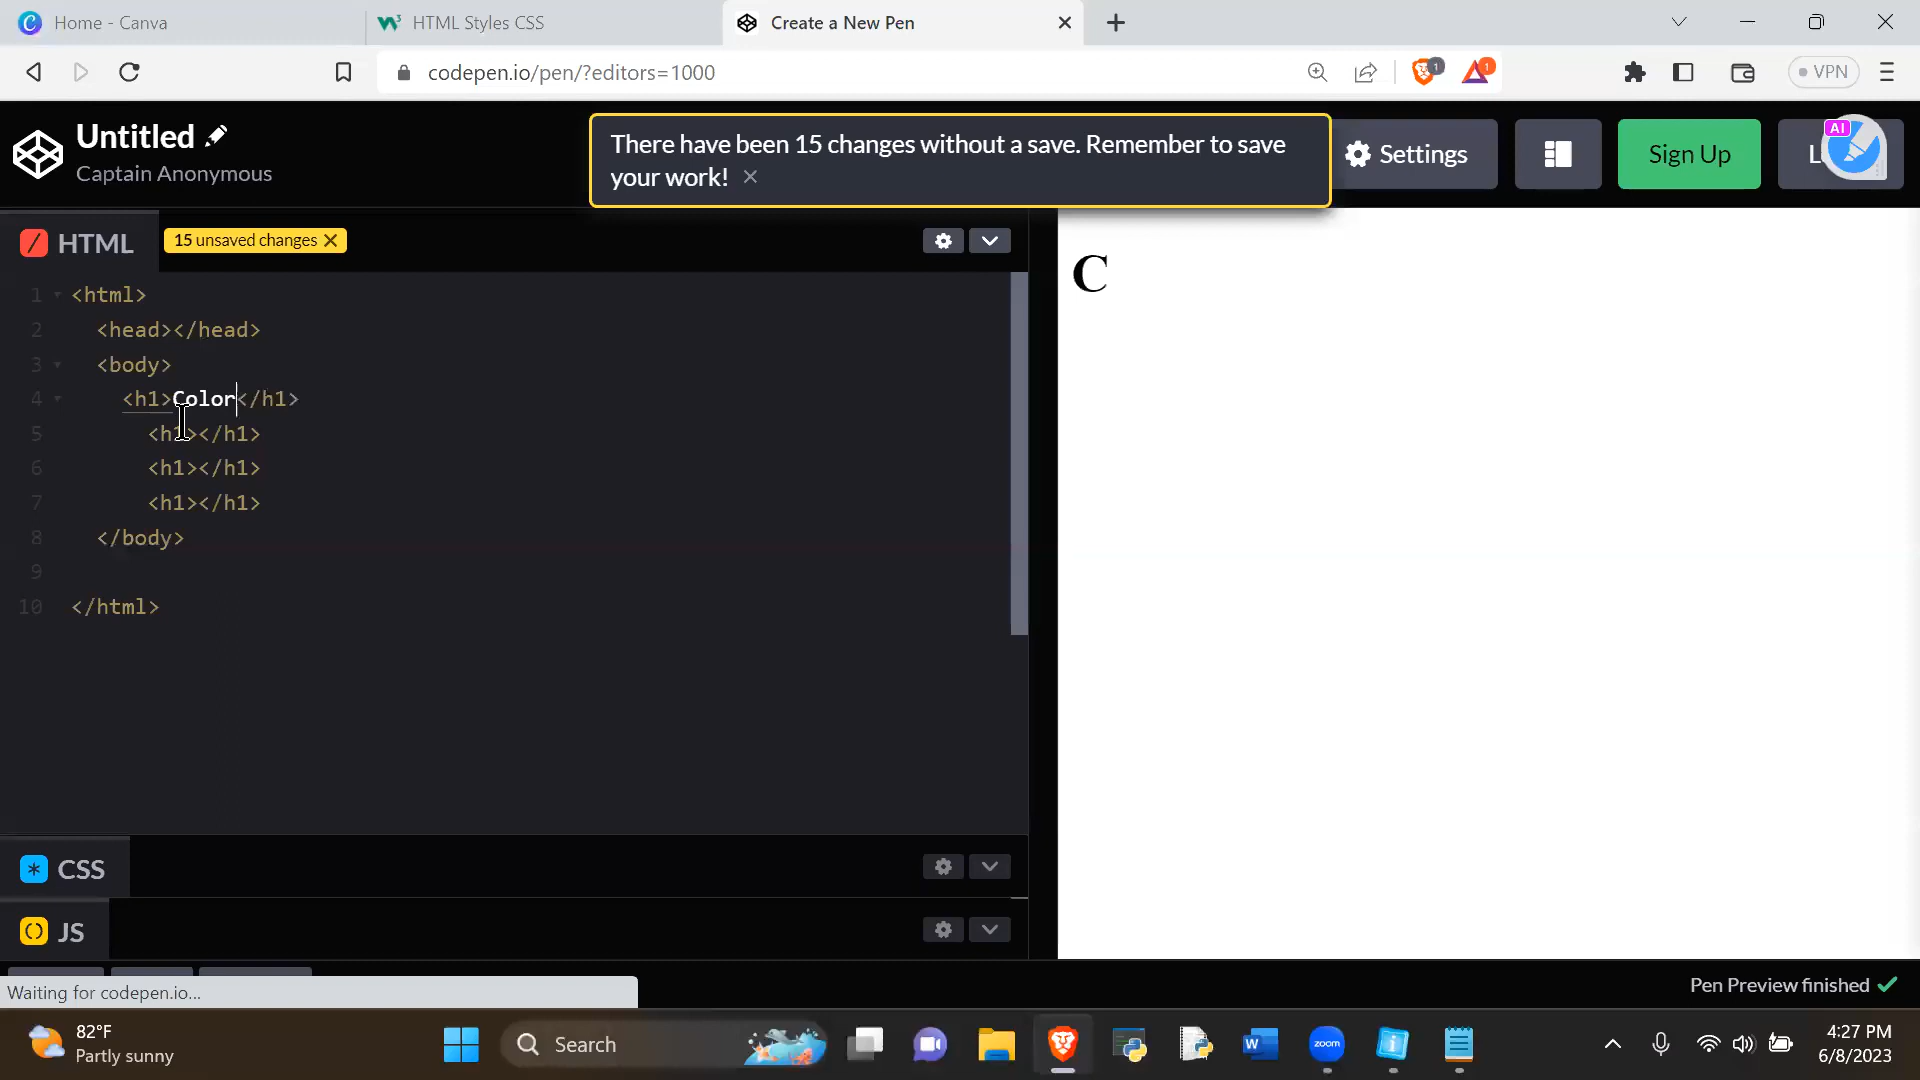 Home - Canva
HTML Styles CSS
Create a New Pen
codepen.io/pen/?editors=1000
1
1
VPN
Untitled
Captain Anonymous
There have been 15 changes without a save. Remember to save
your work!
Settings
Sign Up
L
AI
HTML
15 unsaved changes
1 <html>
2 <head></head>
3 <body>
4 <h1>Color</h1>
5 <h1></h1>
6 <h1></h1>
7 <h1></h1>
8 </body>
9
10 </html>
C
CSS
JS
Waiting for codepen.io...
Pen Preview finished
82°F
Partly sunny
Search
zoom
4:27 PM
6/8/2023